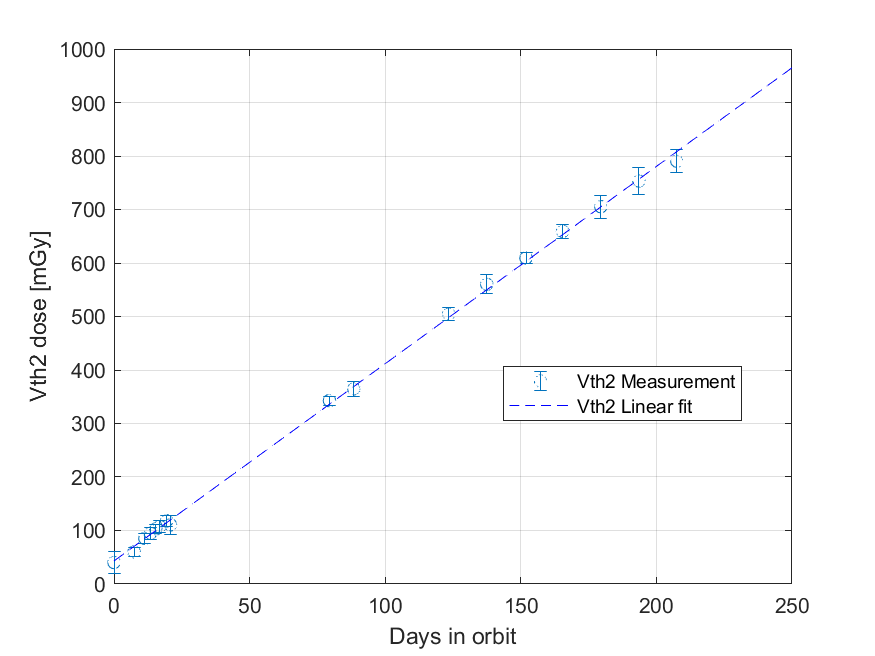 1000
900
800
700
600
500
400
300
200
100
0
Vth2 dose [mGy]
Vth2 Measurement
Vth2 Linear fit
0 50 100 150 200 250
Days in orbit